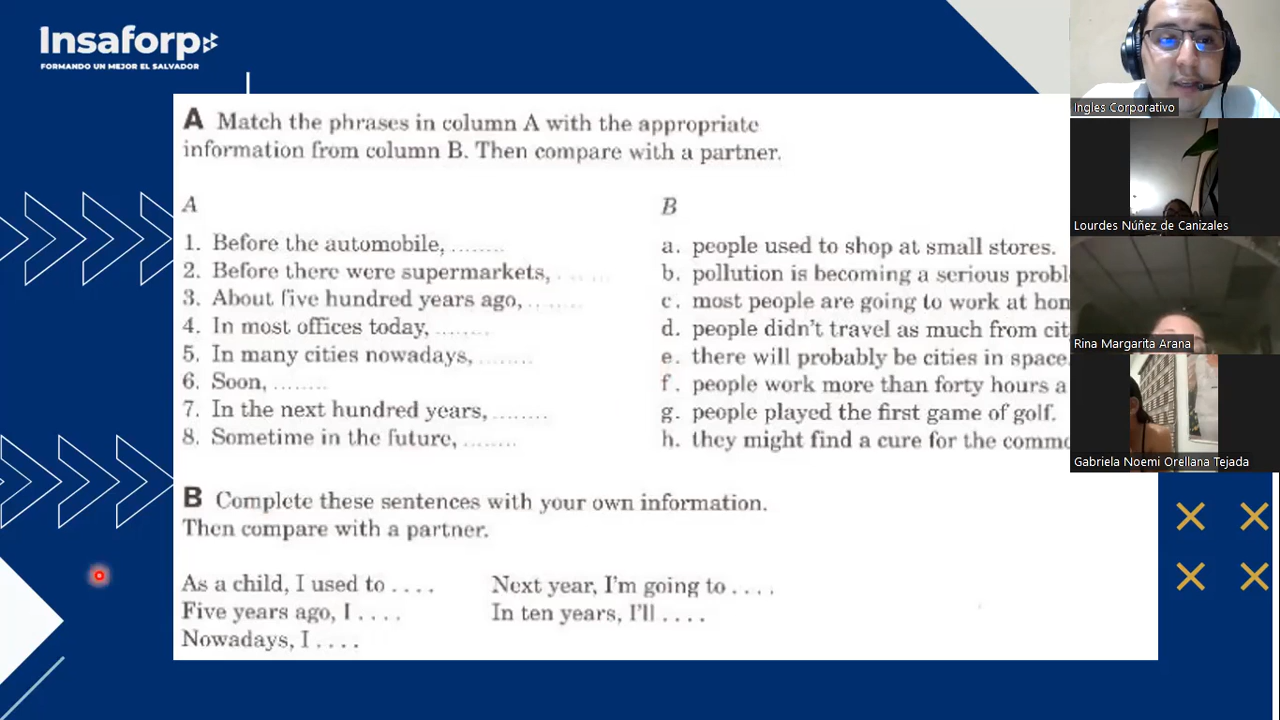 Insaforp
FORMANDO UN MEJOR EL SALVADOR
A Match the phrases in column A with the appropriate
information from column B. Then compare with a partner.
A
1. Before the automobile, ........
2. Before there were supermarkets, ........
3. About five hundred years ago, ........
4. In most offices today, ........
5. In many cities nowadays, ........
6. Soon, ........
7. In the next hundred years, ........
8. Sometime in the future, ........
B
a. people used to shop at small stores.
b. pollution is becoming a serious probl
c. most people are going to work at hom
d. people didn't travel as much from cit
e. there will probably be cities in space.
f. people work more than forty hours a
g. people played the first game of golf.
h. they might find a cure for the commo
B Complete these sentences with your own information.
Then compare with a partner.
As a child, I used to ....
Five years ago, I ....
Nowadays, I ....
Next year, I'm going to ....
In ten years, I'll ....
Ingles Corporativo
Lourdes Núñez de Canizales
Rina Margarita Arana
Gabriela Noemi Orellana Tejada